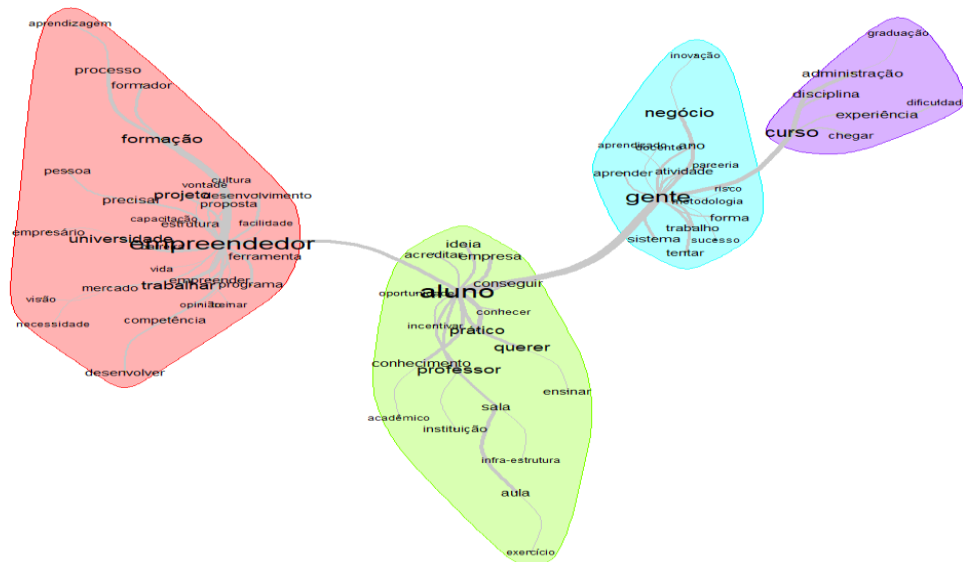 aprendizagem
processo
formador
formação
pessoa
cultura
vontade
projeto
desenvolvimento
precisar
proposta
capacitação
estrutura
facilidade
empresário
universidade
empreendedor
ferramenta
vida
empreender
mercado
trabalhar
programa
visão
opinião
treinar
necessidade
competência
desenvolver
ideia
acreditar
empresa
conseguir
aluno
oportunidade
conhecer
incentivar
prático
querer
conhecimento
professor
ensinar
sala
acadêmico
instituição
infra-estrutura
aula
exercício
inovação
negócio
aprendizado
docente
ano
parceria
aprender
atividade
risco
gente
metodologia
forma
trabalho
sistema
sucesso
tentar
graduação
administração
disciplina
dificuldad
experiência
curso
chegar